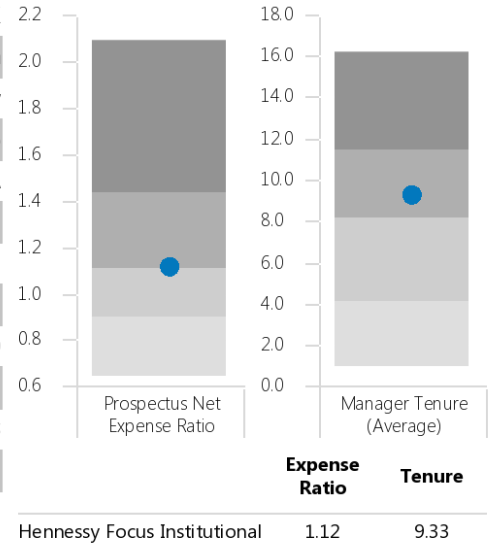 2.2
2.0
1.8
1.6
1.4
1.2
1.0
0.8
0.6
Prospectus Net
Expense Ratio
18.0
16.0
14.0
12.0
10.0
8.0
6.0
4.0
2.0
0.0
Manager Tenure
(Average)
Expense
Ratio
Tenure
Hennessy Focus Institutional 1.12 9.33